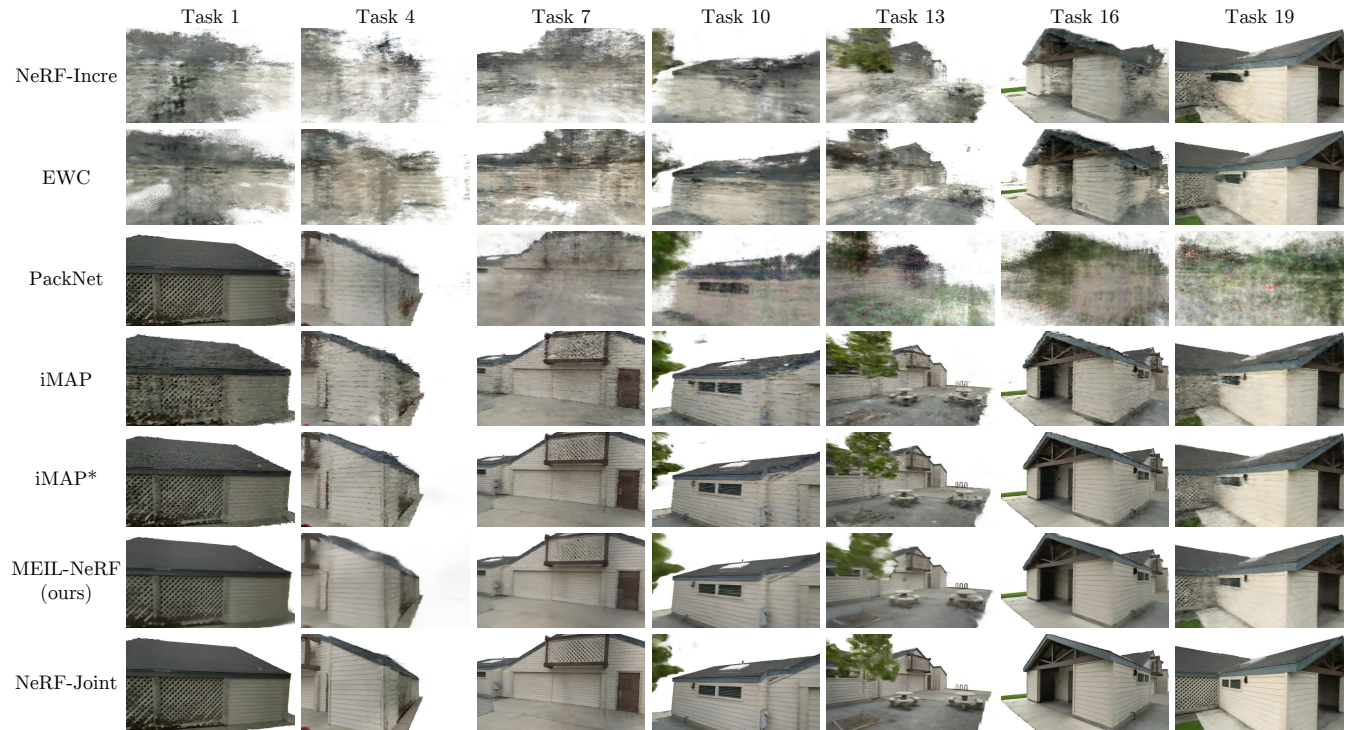 Task 1 Task 4 Task 7 Task 10 Task 13 Task 16 Task 19
NeRF-Incre
EWC
PackNet
iMAP
iMAP*
MEIL-NeRF
(ours)
NeRF-Joint